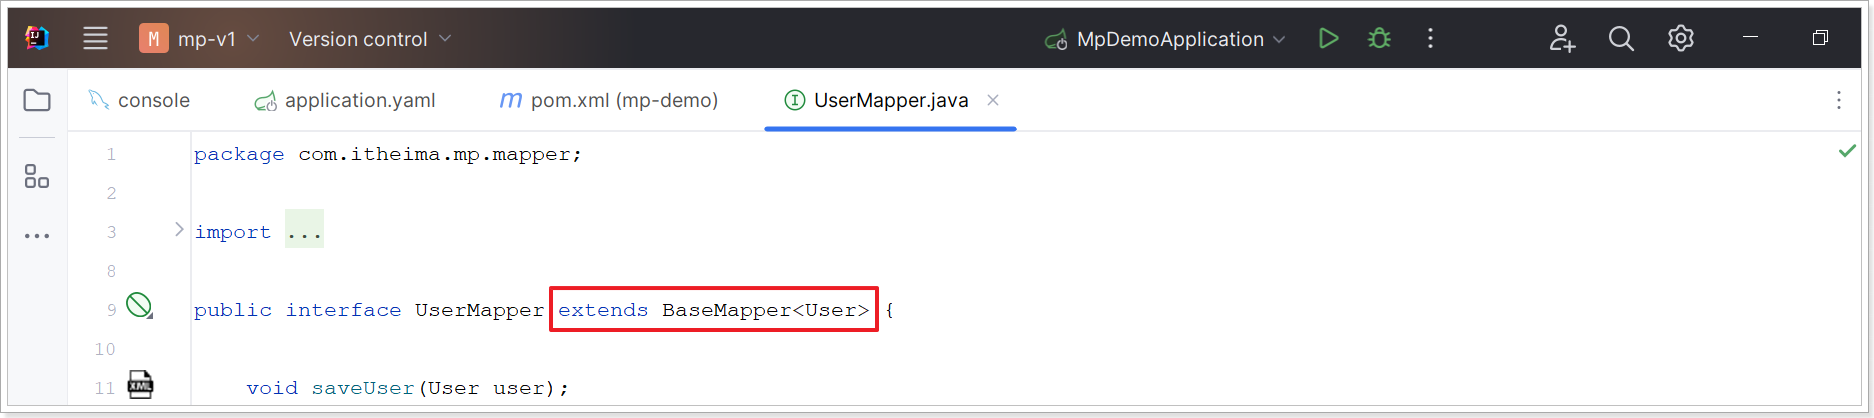 M mp-v1 Version control MpDemoApplication
console application.yaml m pom.xml (mp-demo) I UserMapper.java
1 package com.itheima.mp.mapper;
2
3 import ...
8
9 public interface UserMapper extends BaseMapper<User> {
10
11 XML void saveUser(User user);